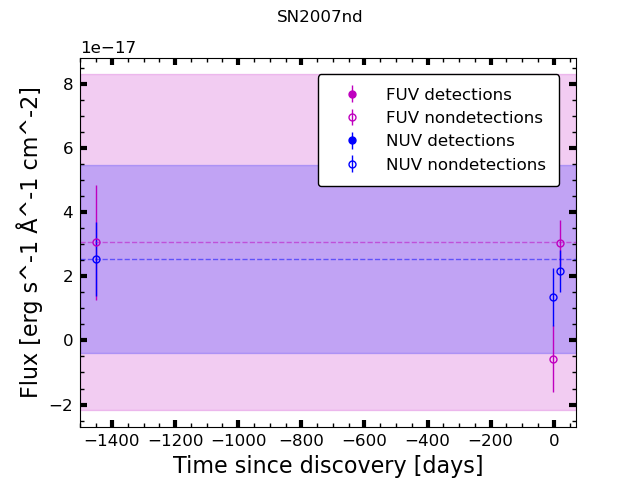 SN2007nd
1e−17
8
6
4
2
0
−2
Flux [erg s^-1 Å^-1 cm^-2]
FUV detections
FUV nondetections
NUV detections
NUV nondetections
−1400 −1200 −1000 −800 −600 −400 −200 0
Time since discovery [days]